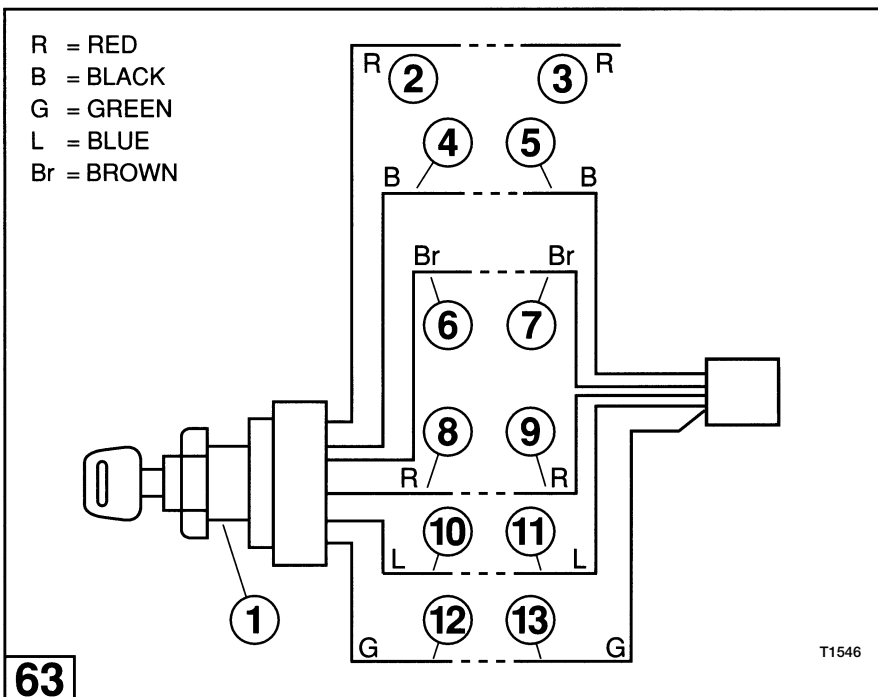 R = RED
B = BLACK
G = GREEN
L = BLUE
Br = BROWN
R 2 3 R
4 5
B B
Br Br
6 7
8 9
R R
10 11
L L
1 12 13
G G
T1546
63